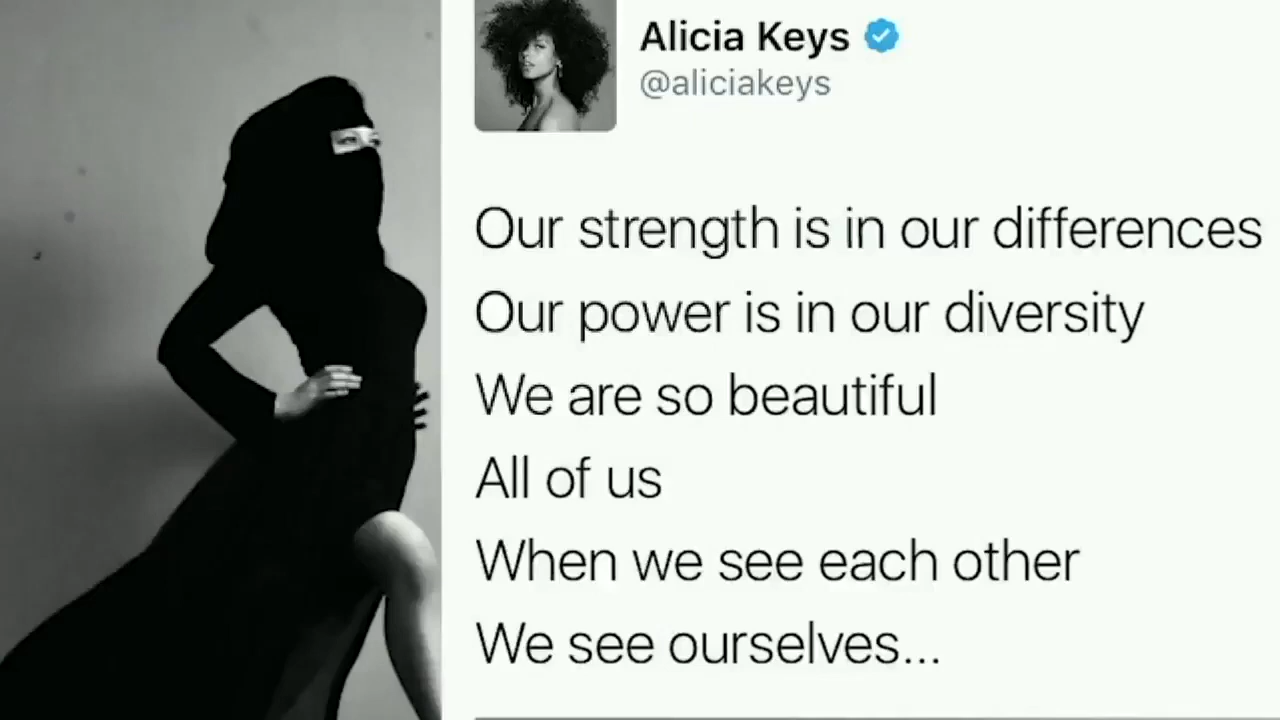 Alicia Keys
@aliciakeys
Our strength is in our differences
Our power is in our diversity
We are so beautiful
All of us
When we see each other
We see ourselves...